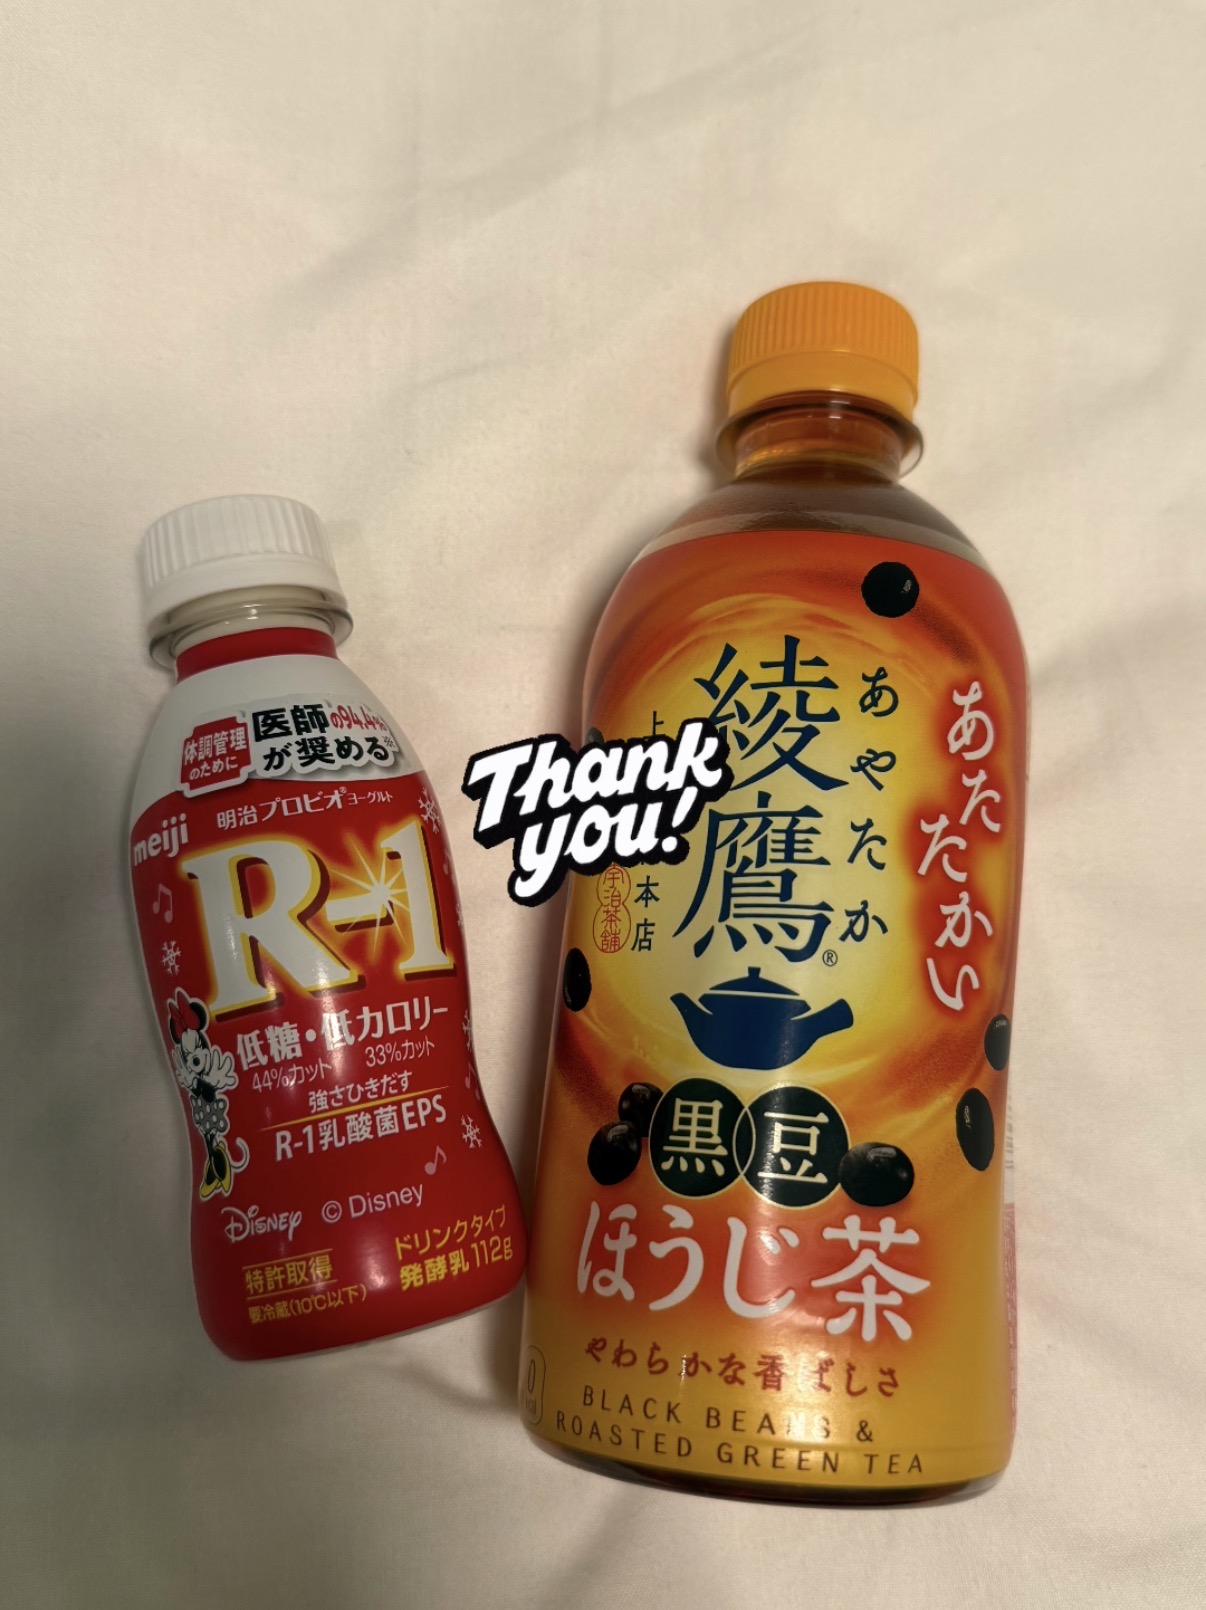 体調管理
のために
医師の94.4%
が奨める※
meiji
明治プロビオ®ヨーグルト
R-1
低糖・低カロリー
44%カット 33%カット
強さひきだす
R-1乳酸菌EPS
Disney © Disney
特許取得
要冷蔵(10℃以下)
ドリンクタイプ
発酵乳 112g
Thank
you!
あたたかい
あやたか
綾鷹®
上
本店
宇治茶舗
黒豆
ほうじ茶
やわらかな香ばしさ
BLACK BEANS &
ROASTED GREEN TEA
0